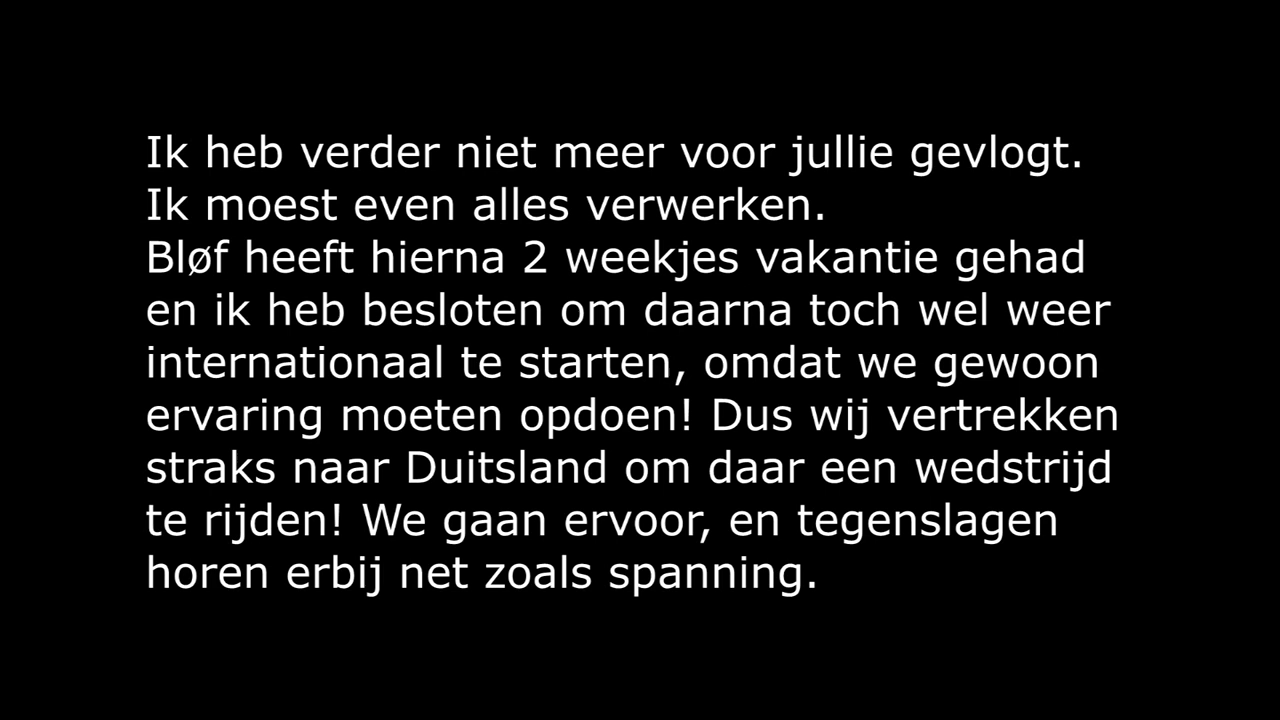 Ik heb verder niet meer voor jullie gevlogt.
Ik moest even alles verwerken.
Bløf heeft hierna 2 weekjes vakantie gehad
en ik heb besloten om daarna toch wel weer
internationaal te starten, omdat we gewoon
ervaring moeten opdoen! Dus wij vertrekken
straks naar Duitsland om daar een wedstrijd
te rijden! We gaan ervoor, en tegenslagen
horen erbij net zoals spanning.